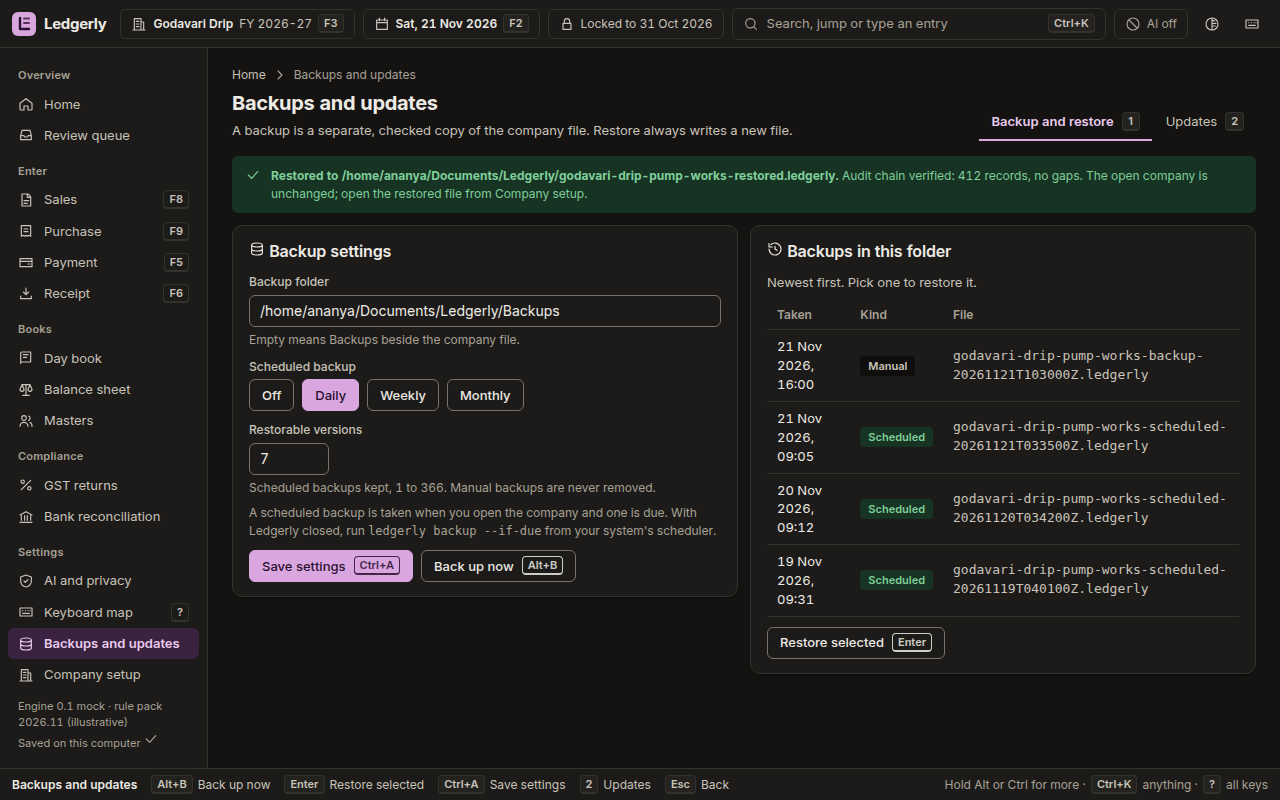 Ledgerly
Godavari Drip FY 2026-27 F3
Sat, 21 Nov 2026 F2
Locked to 31 Oct 2026
Search, jump or type an entry Ctrl+K
AI off
Overview
Home
Review queue
Enter
Sales F8
Purchase F9
Payment F5
Receipt F6
Books
Day book
Balance sheet
Masters
Compliance
GST returns
Bank reconciliation
Settings
AI and privacy
Keyboard map ?
Backups and updates
Company setup
Engine 0.1 mock · rule pack
2026.11 (illustrative)
Saved on this computer
Home > Backups and updates
Backups and updates
A backup is a separate, checked copy of the company file. Restore always writes a new file.
Backup and restore 1
Updates 2
Restored to /home/ananya/Documents/Ledgerly/godavari-drip-pump-works-restored.ledgerly. Audit chain verified: 412 records, no gaps. The open company is
unchanged; open the restored file from Company setup.
Backup settings
Backup folder
/home/ananya/Documents/Ledgerly/Backups
Empty means Backups beside the company file.
Scheduled backup
Off Daily Weekly Monthly
Restorable versions
7
Scheduled backups kept, 1 to 366. Manual backups are never removed.
A scheduled backup is taken when you open the company and one is due. With
Ledgerly closed, run ledgerly backup --if-due from your system's scheduler.
Save settings Ctrl+A
Back up now Alt+B
Backups in this folder
Newest first. Pick one to restore it.
Taken Kind File
21 Nov
2026,
16:00
Manual
godavari-drip-pump-works-backup-
20261121T103000Z.ledgerly
21 Nov
2026,
09:05
Scheduled
godavari-drip-pump-works-scheduled-
20261121T033500Z.ledgerly
20 Nov
2026,
09:12
Scheduled
godavari-drip-pump-works-scheduled-
20261120T034200Z.ledgerly
19 Nov
2026,
09:31
Scheduled
godavari-drip-pump-works-scheduled-
20261119T040100Z.ledgerly
Restore selected Enter
Backups and updates Alt+B Back up now Enter Restore selected Ctrl+A Save settings 2 Updates Esc Back
Hold Alt or Ctrl for more · Ctrl+K anything · ? all keys